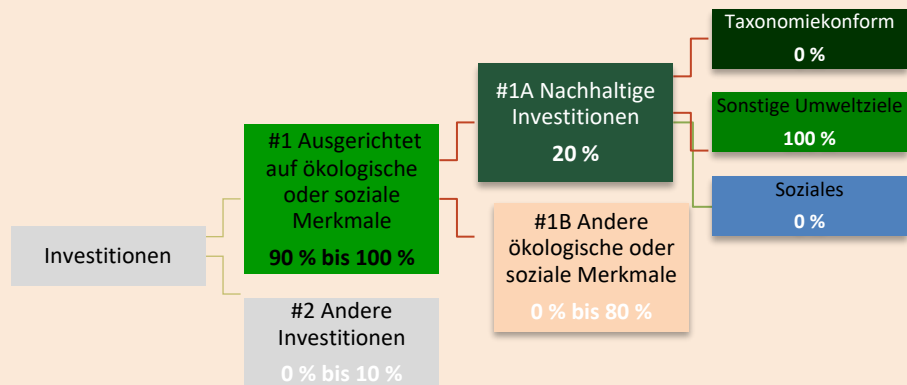 Investitionen
#1 Ausgerichtet
auf ökologische
oder soziale
Merkmale
90 % bis 100 %
#2 Andere
Investitionen
0 % bis 10 %
#1A Nachhaltige
Investitionen
20 %
#1B Andere
ökologische oder
soziale Merkmale
0 % bis 80 %
Taxonomiekonform
0 %
Sonstige Umweltziele
100 %
Soziales
0 %